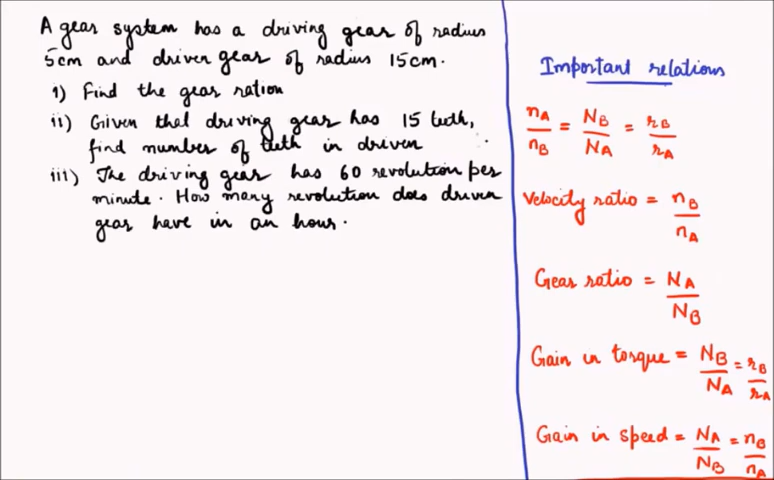 A gear system has a driving gear of radius
5cm and driven gear of radius 15cm.
i) Find the gear ration
ii) Given that driving gear has 15 teeth,
find number of teeth in driven
iii) The driving gear has 60 revolution per
minute. How many revolution does driven
gear have in an hour.
Important relations
nA/nB = NB/NA = rB/rA
Velocity ratio = nB/nA
Gear ratio = NA/NB
Gain in torque = NB/NA = rB/rA
Gain in speed = NA/NB = nB/nA